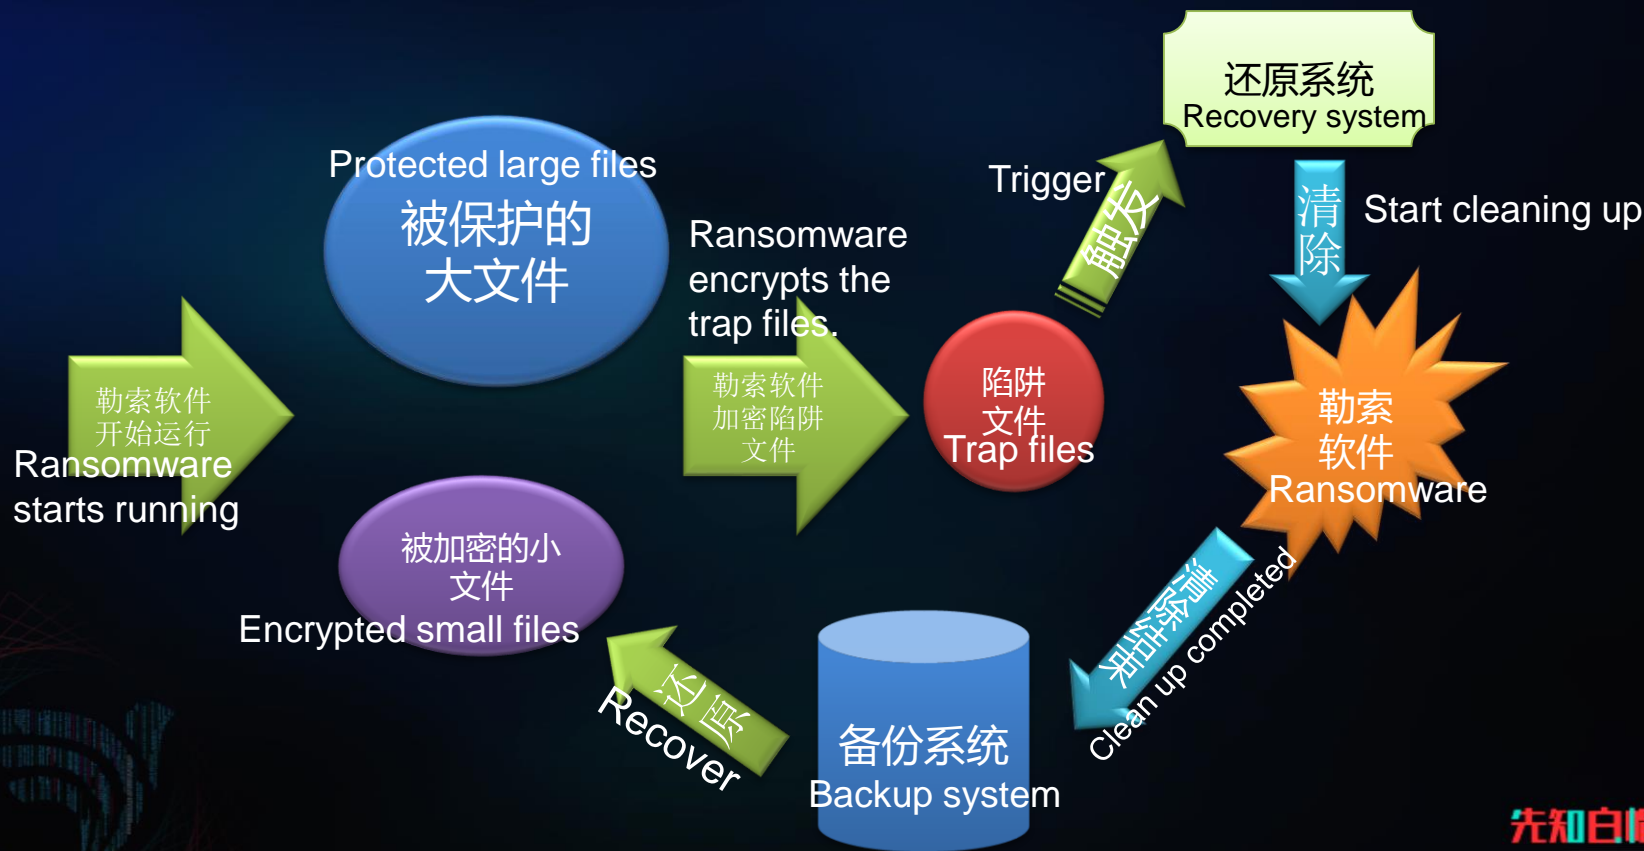 还原系统
Recovery system
Protected large files
被保护的
大文件
Trigger
触发
清
除
Start cleaning up
Ransomware
encrypts the
trap files.
勒索软件
开始运行
Ransomware
starts running
勒索软件
加密陷阱
文件
陷阱
文件
Trap files
勒索
软件
Ransomware
被加密的小
文件
Encrypted small files
清除结束
Clean up completed
还原
Recover
备份系统
Backup system
先知白帽